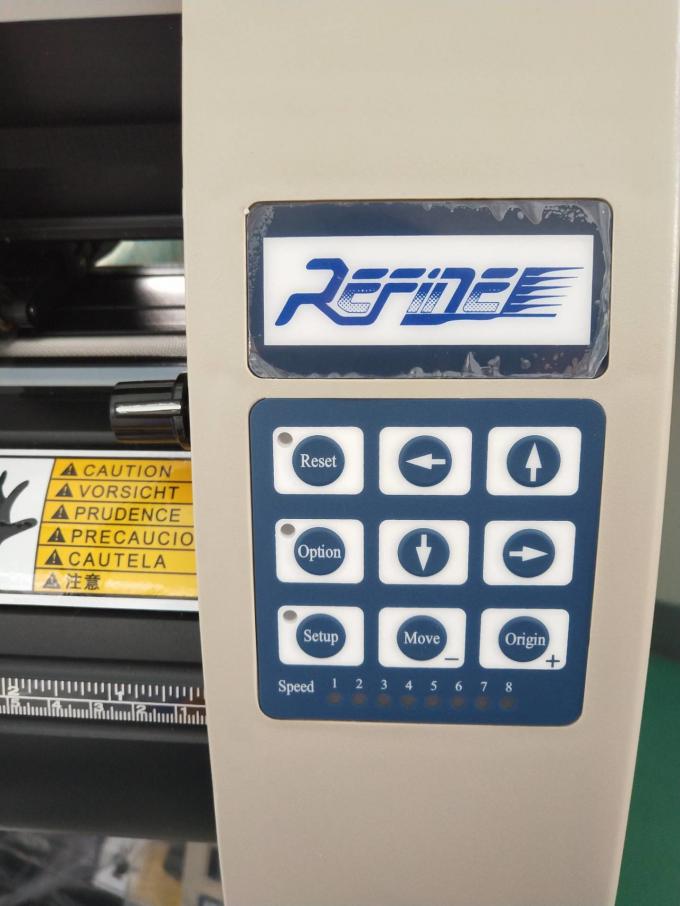 REFINE
Reset
Option
Setup
Move
−
Origin
+
Speed 1 2 3 4 5 6 7 8
CAUTION
VORSICHT
PRUDENCE
PRECAUCIO
CAUTELA
注意